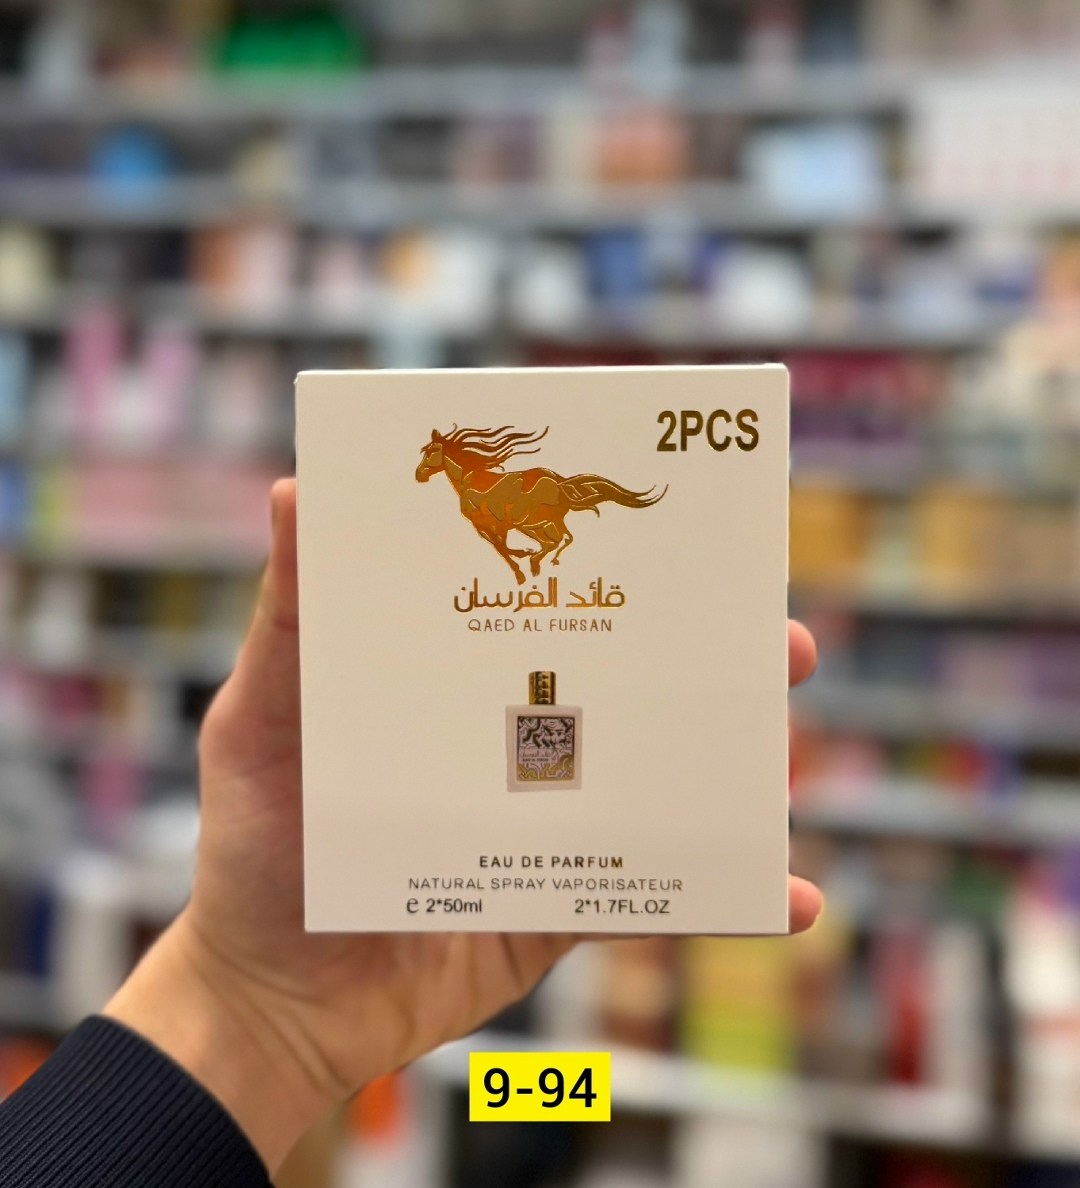 2PCS
قائد الفرسان
QAED AL FURSAN
EAU DE PARFUM
NATURAL SPRAY VAPORISATEUR
e 2*50ml 2*1.7FL.OZ
9-94